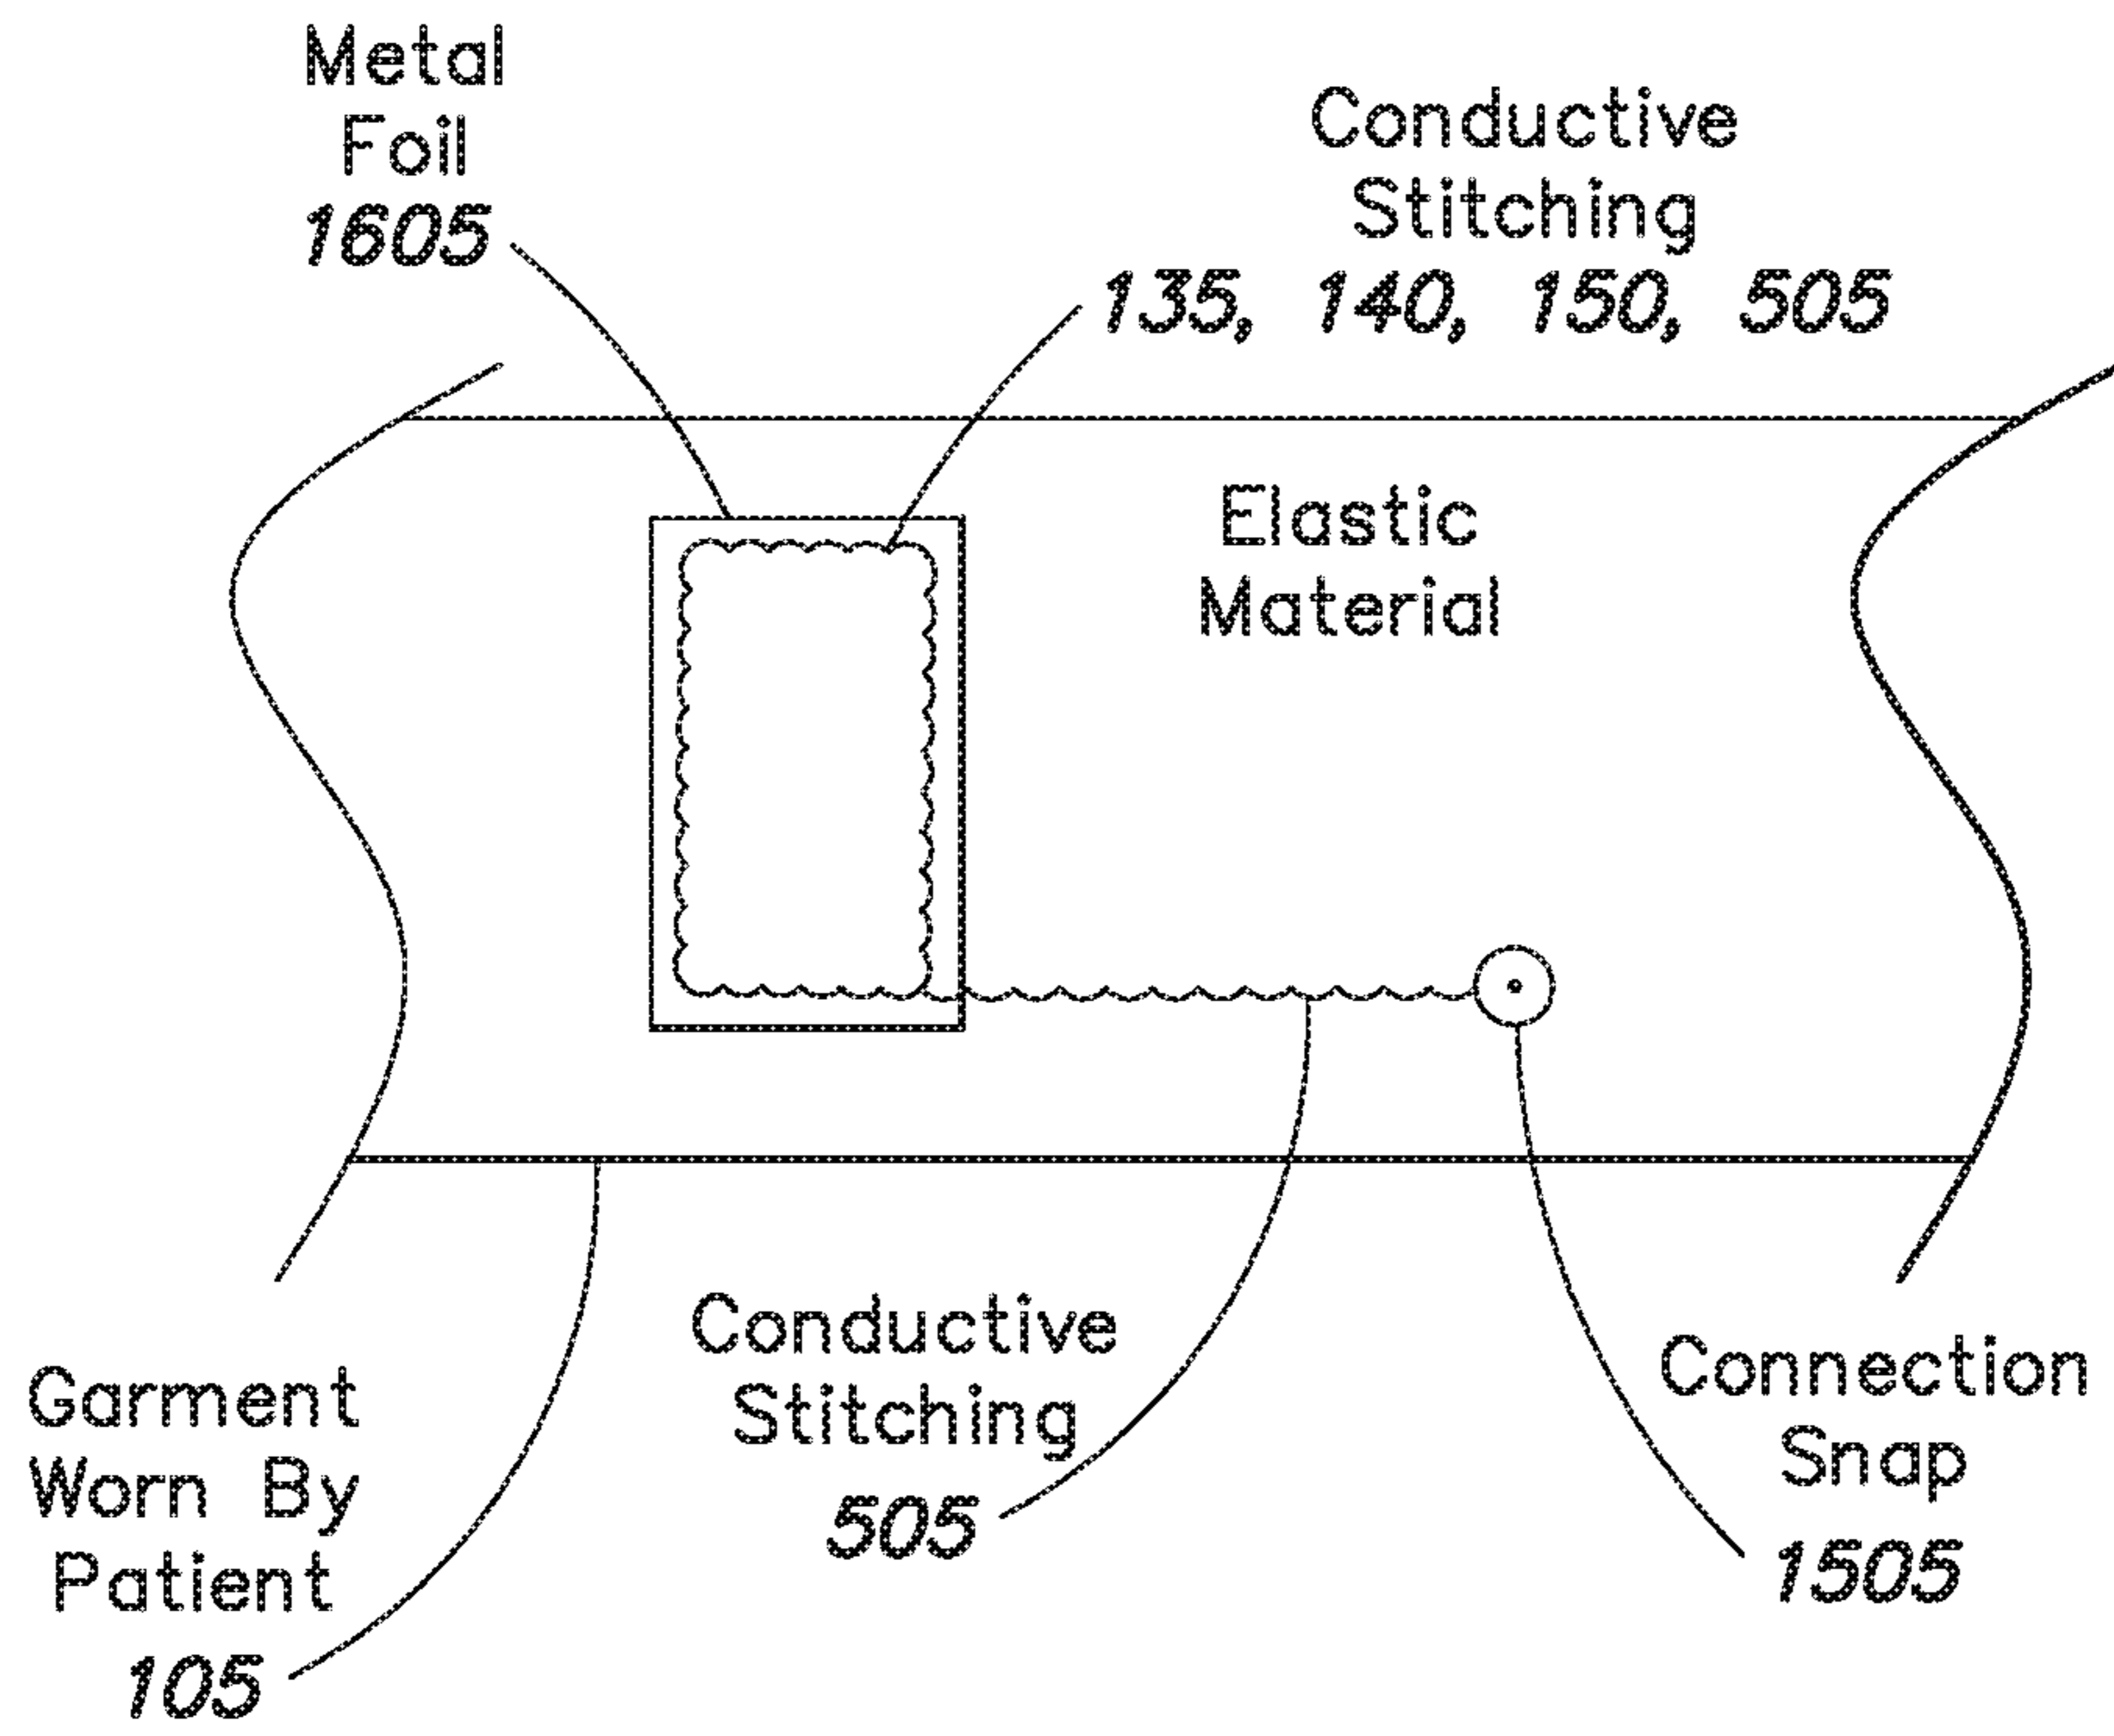 Metal
Foil
1605
Conductive
Stitching
135, 140, 150, 505
Elastic
Material
Garment
Worn By
Patient
105
Conductive
Stitching
505
Connection
Snap
1505